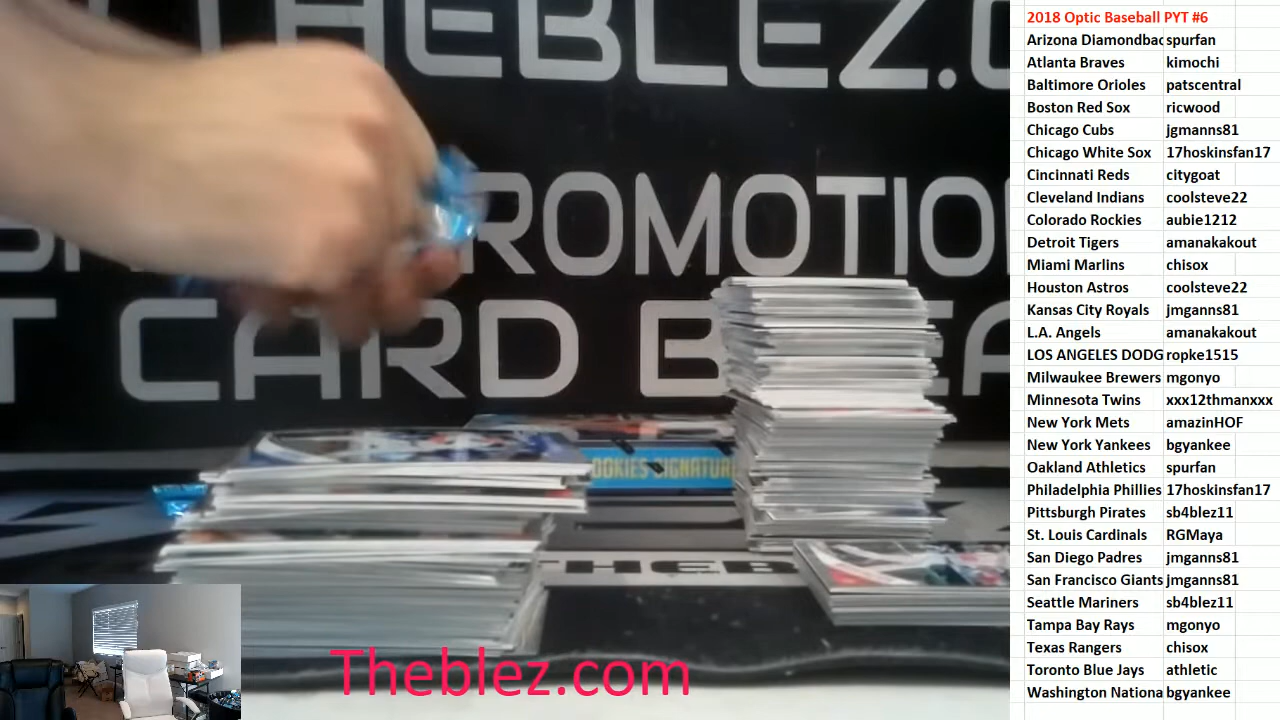 THEBLEZ.C
ROMOTION
T CARD BREA
OOKIES SIGNATUR
THEB
Theblez.com
2018 Optic Baseball PYT #6
Arizona Diamondbac spurfan
Atlanta Braves kimochi
Baltimore Orioles patscentral
Boston Red Sox ricwood
Chicago Cubs jgmanns81
Chicago White Sox 17hoskinsfan17
Cincinnati Reds citygoat
Cleveland Indians coolsteve22
Colorado Rockies aubie1212
Detroit Tigers amanakakout
Miami Marlins chisox
Houston Astros coolsteve22
Kansas City Royals jmganns81
L.A. Angels amanakakout
LOS ANGELES DODG ropke1515
Milwaukee Brewers mgonyo
Minnesota Twins xxx12thmanxxx
New York Mets amazinHOF
New York Yankees bgyankee
Oakland Athletics spurfan
Philadelphia Phillies 17hoskinsfan17
Pittsburgh Pirates sb4blez11
St. Louis Cardinals RGMaya
San Diego Padres jmganns81
San Francisco Giants jmganns81
Seattle Mariners sb4blez11
Tampa Bay Rays mgonyo
Texas Rangers chisox
Toronto Blue Jays athletic
Washington Nationa bgyankee